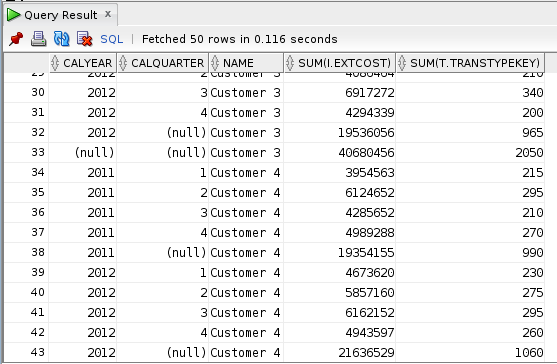 Query Result x
SQL | Fetched 50 rows in 0.116 seconds
CALYEAR CALQUARTER NAME SUM(I.EXTCOST) SUM(T.TRANSTYPEKEY)
29 2012 2 Customer 3 210
30 2012 3 Customer 3 6917272 340
31 2012 4 Customer 3 4294339 200
32 2012 (null) Customer 3 19536056 965
33 (null) (null) Customer 3 40680456 2050
34 2011 1 Customer 4 3954563 215
35 2011 2 Customer 4 6124652 295
36 2011 3 Customer 4 4285652 210
37 2011 4 Customer 4 4989288 270
38 2011 (null) Customer 4 19354155 990
39 2012 1 Customer 4 4673620 230
40 2012 2 Customer 4 5857160 275
41 2012 3 Customer 4 6162152 295
42 2012 4 Customer 4 4943597 260
43 2012 (null) Customer 4 21636529 1060